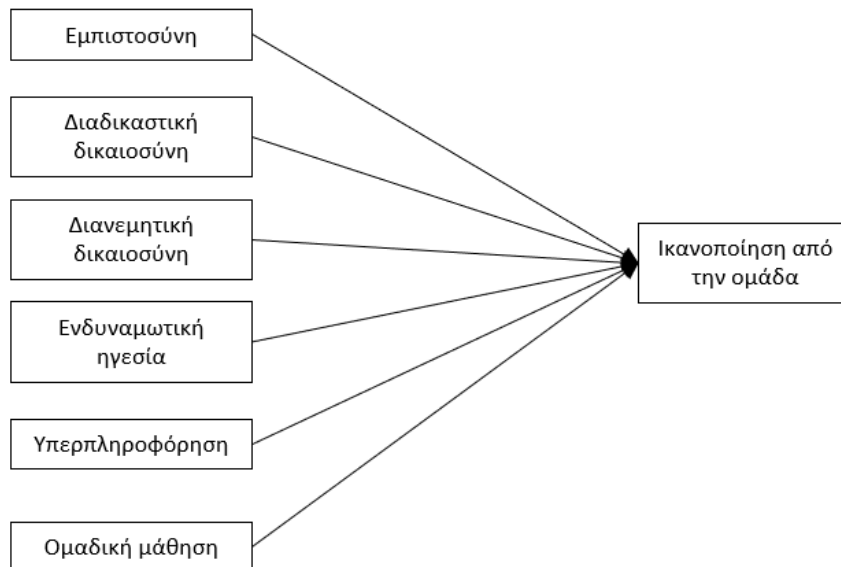 Εμπιστοσύνη
Διαδικαστική
δικαιοσύνη
Διανεμητική
δικαιοσύνη
Ενδυναμωτική
ηγεσία
Υπερπληροφόρηση
Ομαδική μάθηση
Ικανοποίηση από
την ομάδα